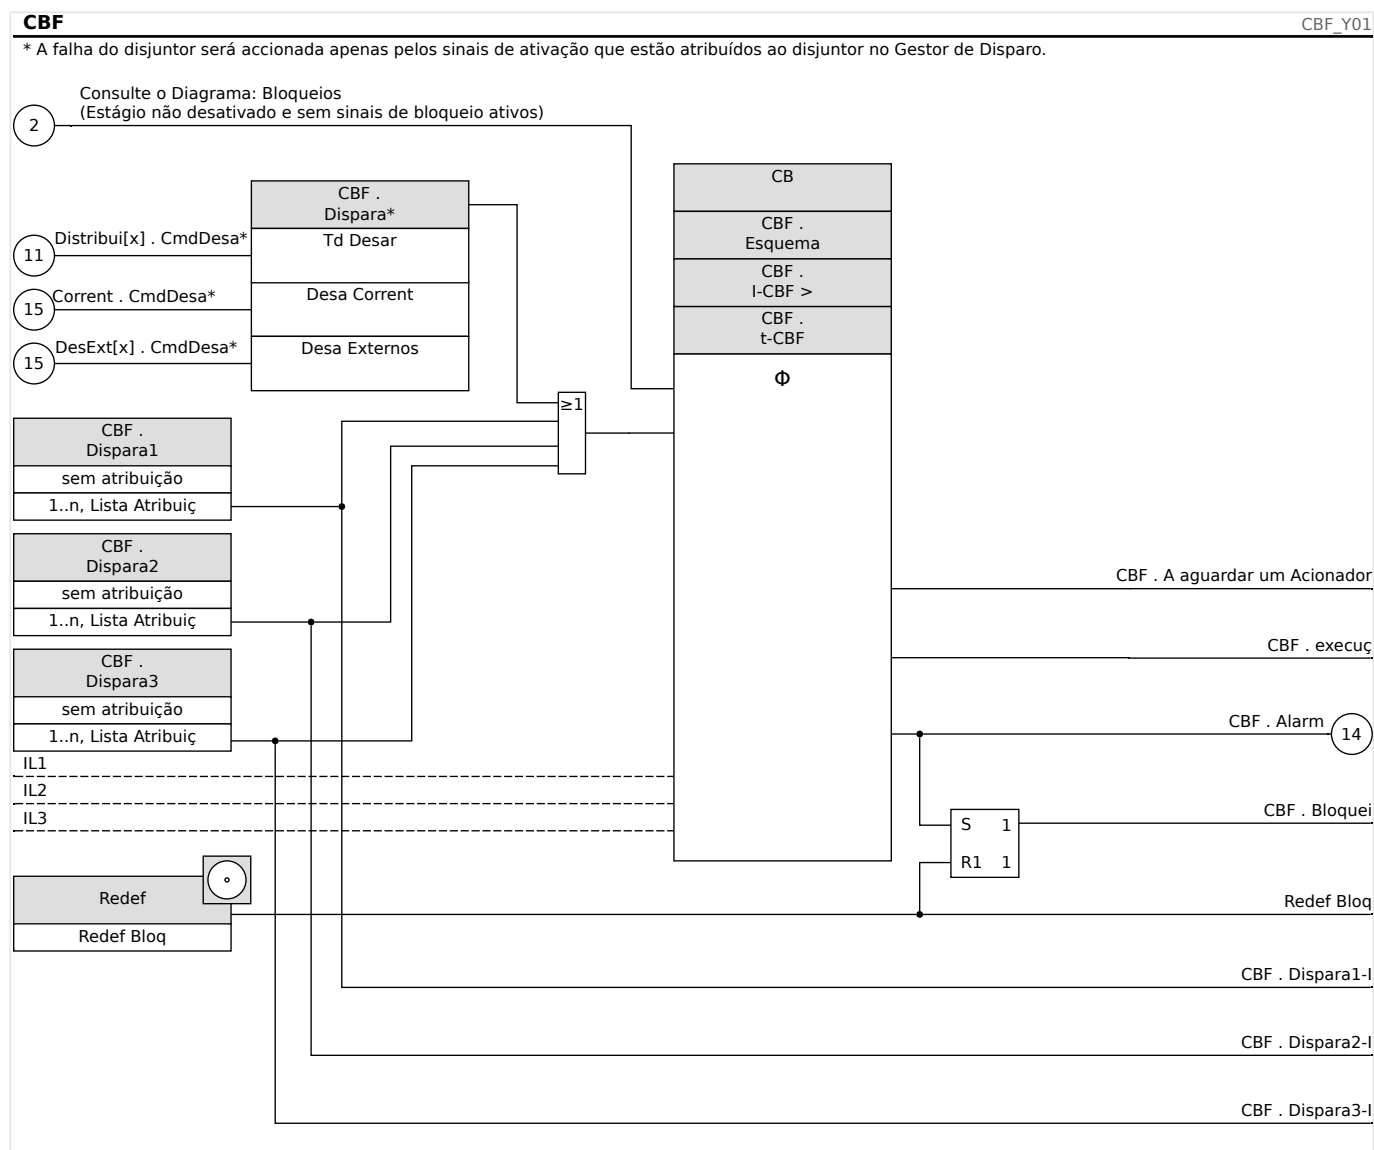 CBF
CBF_Y01
* A falha do disjuntor será accionada apenas pelos sinais de ativação que estão atribuídos ao disjuntor no Gestor de Disparo.
Consulte o Diagrama: Bloqueios
(Estágio não desativado e sem sinais de bloqueio ativos)
2
CB
CBF .
Esquema
CBF .
I-CBF >
CBF .
t-CBF
Φ
CBF .
Dispara*
Td Desar
Desa Corrent
Desa Externos
11
Distribui[x] . CmdDesa*
15
Corrent . CmdDesa*
15
DesExt[x] . CmdDesa*
≥1
CBF .
Dispara1
sem atribuição
1..n, Lista Atribuiç
CBF .
Dispara2
sem atribuição
1..n, Lista Atribuiç
CBF .
Dispara3
sem atribuição
1..n, Lista Atribuiç
IL1
IL2
IL3
CBF . A aguardar um Acionador
CBF . execuç
CBF . Alarm
14
S 1
R1 1
CBF . Bloquei
Redef
Redef Bloq
Redef Bloq
CBF . Dispara1-I
CBF . Dispara2-I
CBF . Dispara3-I